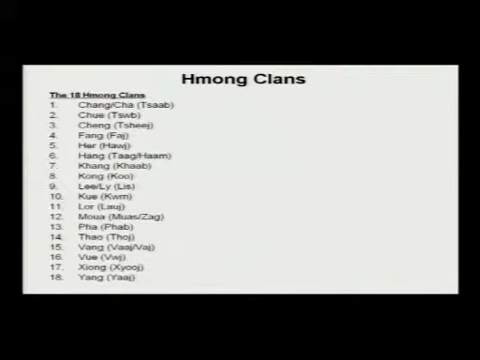 Hmong Clans
The 18 Hmong Clans
1. Chang/Cha (Tsaab)
2. Chue (Tswb)
3. Cheng (Tsheej)
4. Fang (Faj)
5. Her (Hawj)
6. Hang (Taag/Haam)
7. Khang (Khaab)
8. Kong (Koo)
9. Lee/Ly (Lis)
10. Kue (Kwm)
11. Lor (Lauj)
12. Moua (Muas/Zag)
13. Pha (Phab)
14. Thao (Thoj)
15. Vang (Vaaj/Vaj)
16. Vue (Vwj)
17. Xiong (Xyooj)
18. Yang (Yaaj)